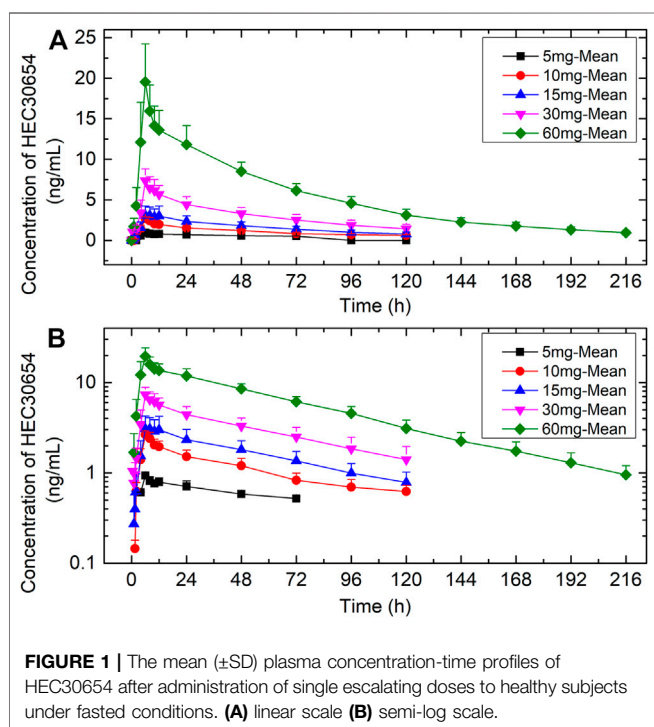 A
25
20
15
10
5
0
Concentration of HEC30654
(ng/mL)
5mg-Mean
10mg-Mean
15mg-Mean
30mg-Mean
60mg-Mean
0 24 48 72 96 120 144 168 192 216
Time (h)
B
10
1
0.1
Concentration of HEC30654
(ng/mL)
5mg-Mean
10mg-Mean
15mg-Mean
30mg-Mean
60mg-Mean
0 24 48 72 96 120 144 168 192 216
Time (h)
FIGURE 1 | The mean (±SD) plasma concentration-time profiles of
HEC30654 after administration of single escalating doses to healthy subjects
under fasted conditions. (A) linear scale (B) semi-log scale.